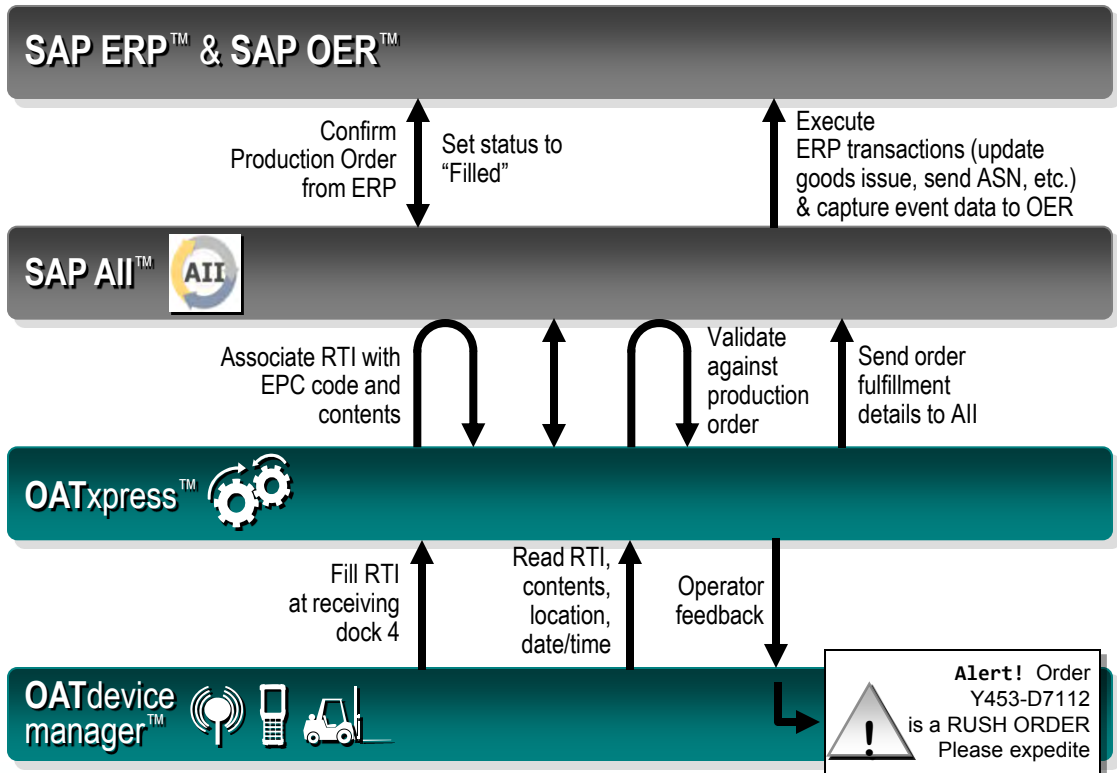 SAP ERP™ & SAP OER™
Confirm
Production Order
from ERP
Set status to
“Filled”
Execute
ERP transactions (update
goods issue, send ASN, etc.)
& capture event data to OER
SAP AII™
AII
Associate RTI with
EPC code and
contents
Validate
against
production
order
Send order
fulfillment
details to AII
OATxpress™
Fill RTI
at receiving
dock 4
Read RTI,
contents,
location,
date/time
Operator
feedback
OATdevice
manager™
!
Alert! Order
Y453-D7112
is a RUSH ORDER
Please expedite